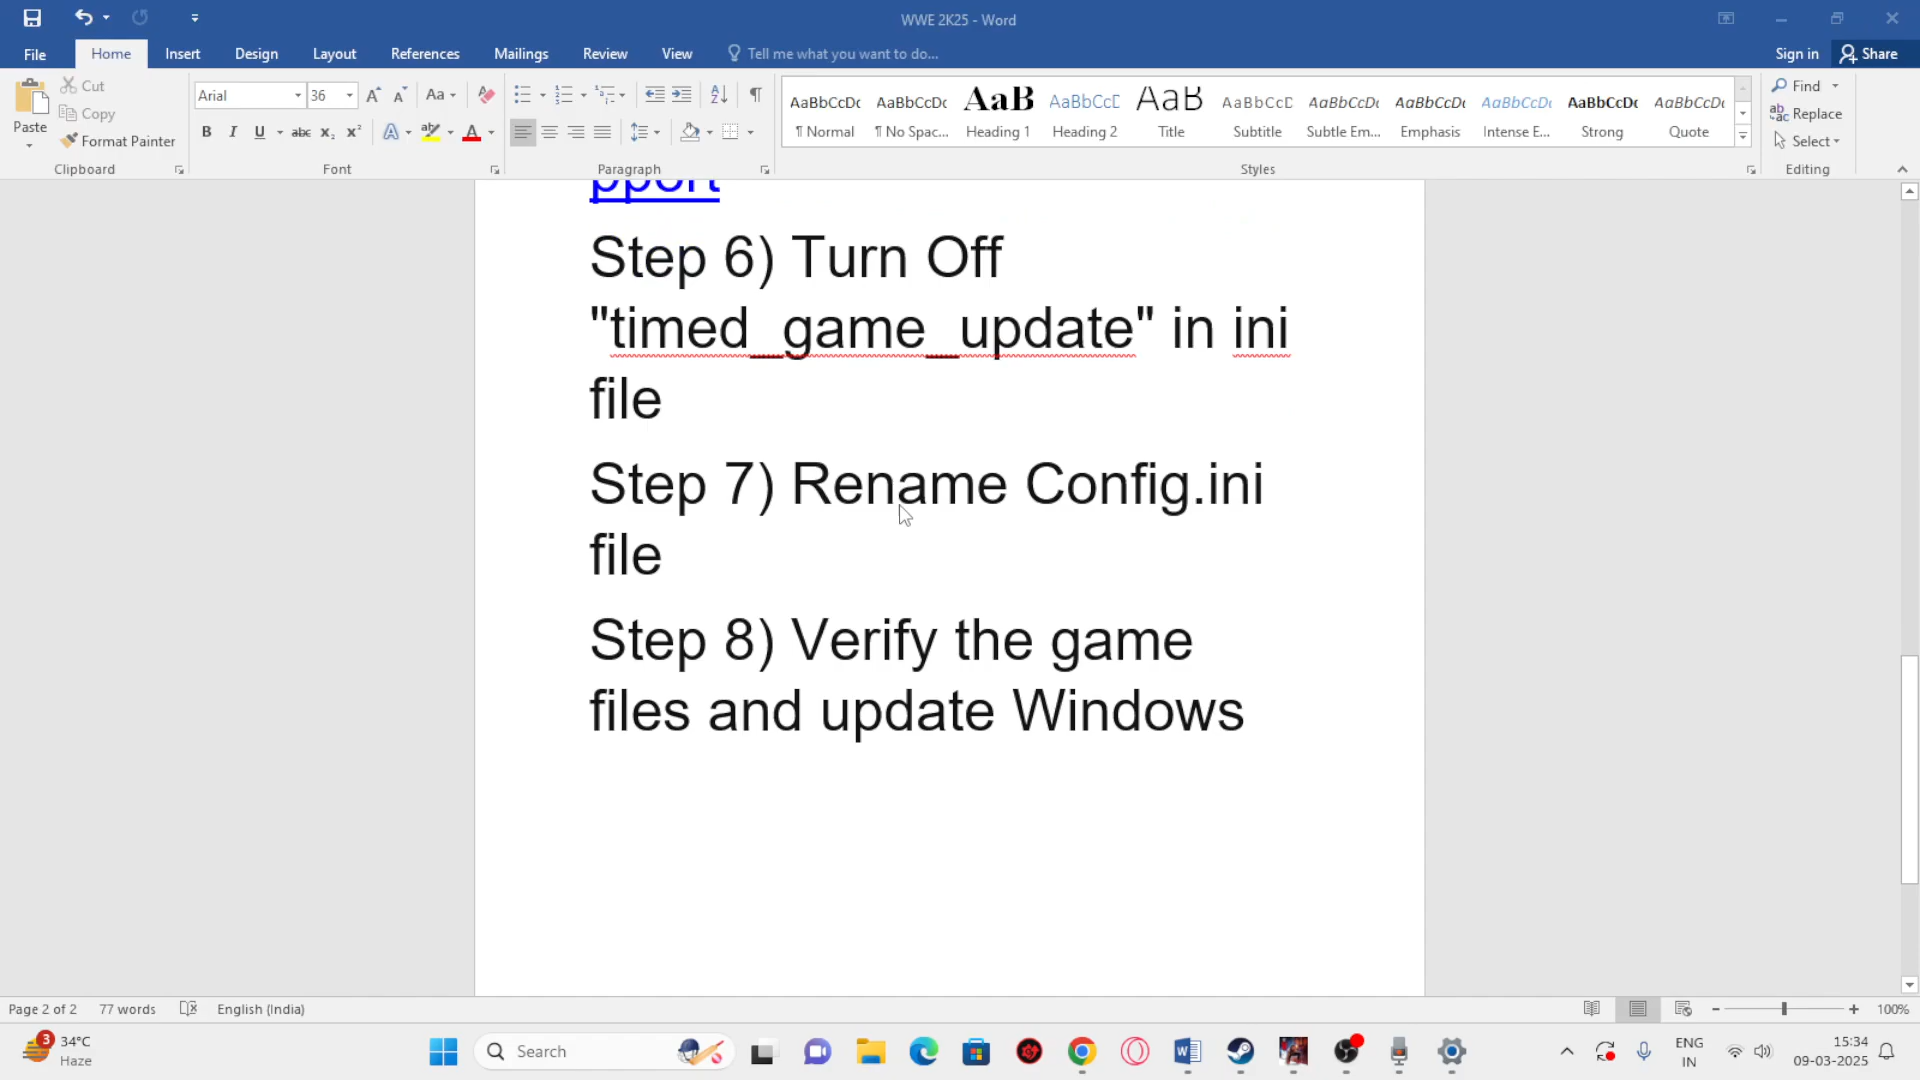 WWE 2K25 - Word
File Home Insert Design Layout References Mailings Review View Tell me what you want to do... Sign in Share
Paste Cut Copy Format Painter Clipboard
Arial 36 Aa Font
Paragraph
AaBbCcDc ¶ Normal
AaBbCcDc ¶ No Spac...
AaB Heading 1
AaBbCcD Heading 2
AaB Title
AaBbCcD Subtitle
AaBbCcDc Subtle Em...
AaBbCcDc Emphasis
AaBbCcDc Intense E...
AaBbCcDc Strong
AaBbCcDc Quote
Styles
Find Replace Select Editing
pport
Step 6) Turn Off
"timed_game_update" in ini
file
Step 7) Rename Config.ini
file
Step 8) Verify the game
files and update Windows
Page 2 of 2 77 words English (India) 100%
3 34°C Haze
Search
ENG IN
15:34
09-03-2025